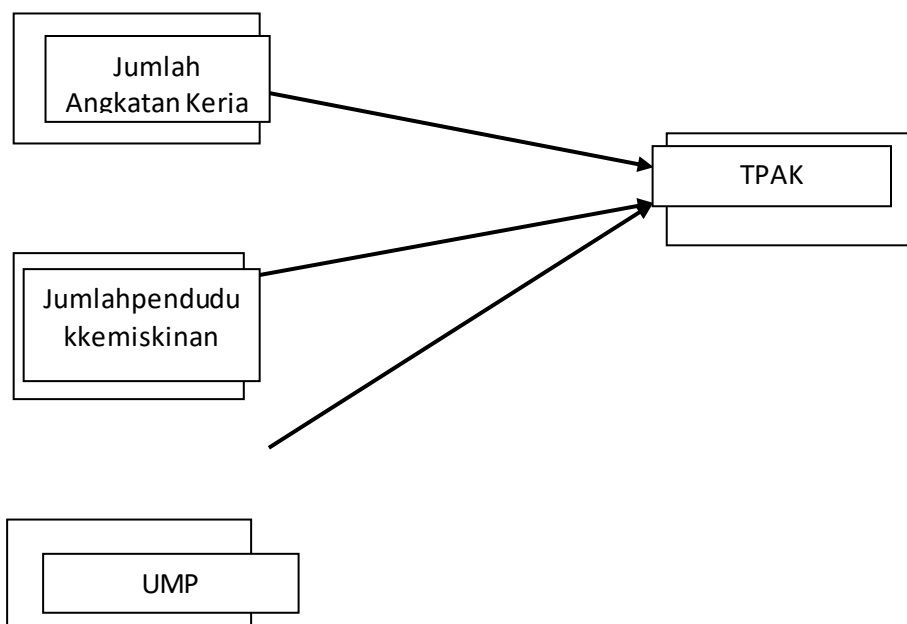 Jumlah
Angkatan Kerja
TPAK
Jumlahpendudu
kkemiskinan
UMP